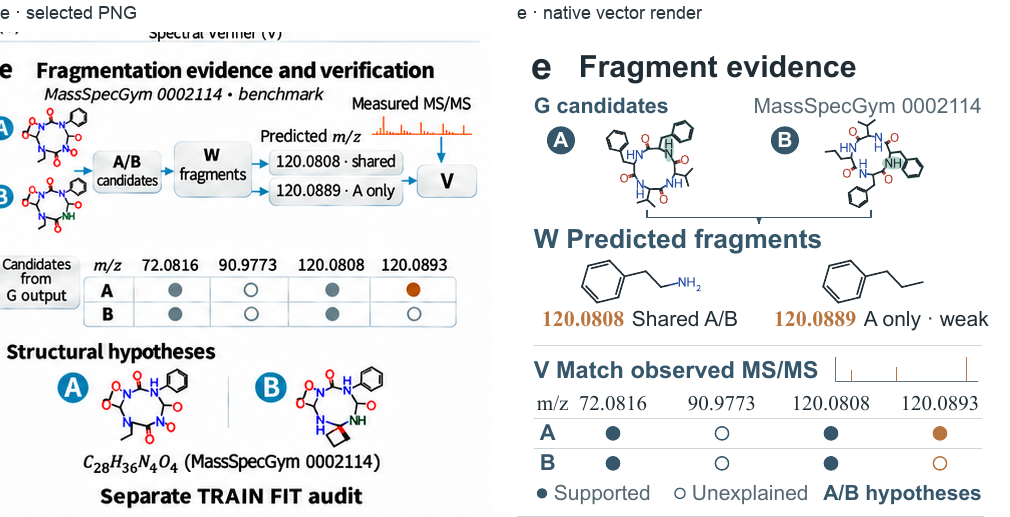 e · selected PNG
Spectral Verifier (V)
e Fragmentation evidence and verification
MassSpecGym 0002114 • benchmark
Measured MS/MS
A
Predicted m/z
A/B
candidates
W
fragments
120.0808 · shared
120.0889 · A only
V
B
Candidates
from
G output
m/z 72.0816 90.9773 120.0808 120.0893
A
B
Structural hypotheses
A
B
C28H36N4O4 (MassSpecGym 0002114)
Separate TRAIN FIT audit
e · native vector render
e Fragment evidence
G candidates MassSpecGym 0002114
A
B
W Predicted fragments
NH2
120.0808 Shared A/B 120.0889 A only · weak
V Match observed MS/MS
m/z 72.0816 90.9773 120.0808 120.0893
A
B
Supported Unexplained A/B hypotheses